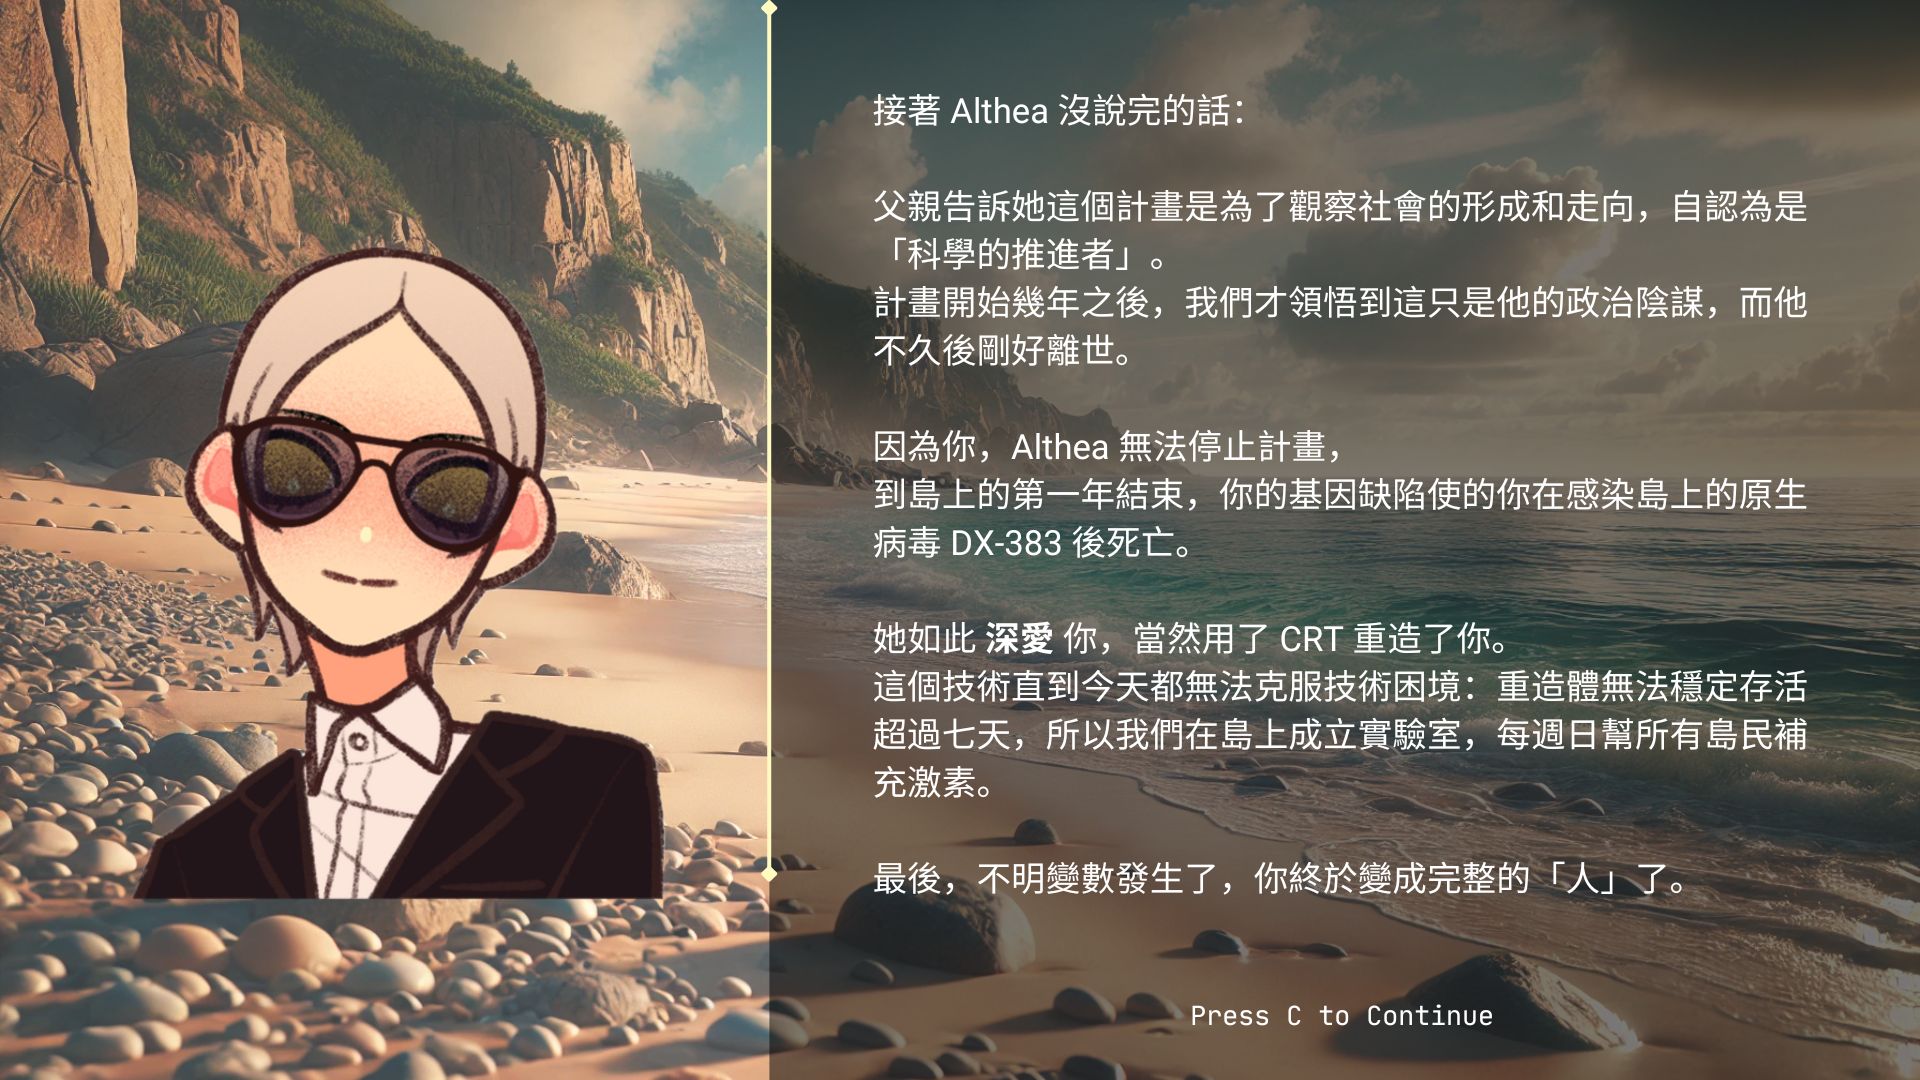 接著 Althea 沒說完的話：
父親告訴她這個計畫是為了觀察社會的形成和走向，自認為是
「科學的推進者」。
計畫開始幾年之後，我們才領悟到這只是他的政治陰謀，而他
不久後剛好離世。
因為你，Althea 無法停止計畫，
到島上的第一年結束，你的基因缺陷使的你在感染島上的原生
病毒 DX-383 後死亡。
她如此 深愛 你，當然用了 CRT 重造了你。
這個技術直到今天都無法克服技術困境：重造體無法穩定存活
超過七天，所以我們在島上成立實驗室，每週日幫所有島民補
充激素。
最後，不明變數發生了，你終於變成完整的「人」了。
Press C to Continue